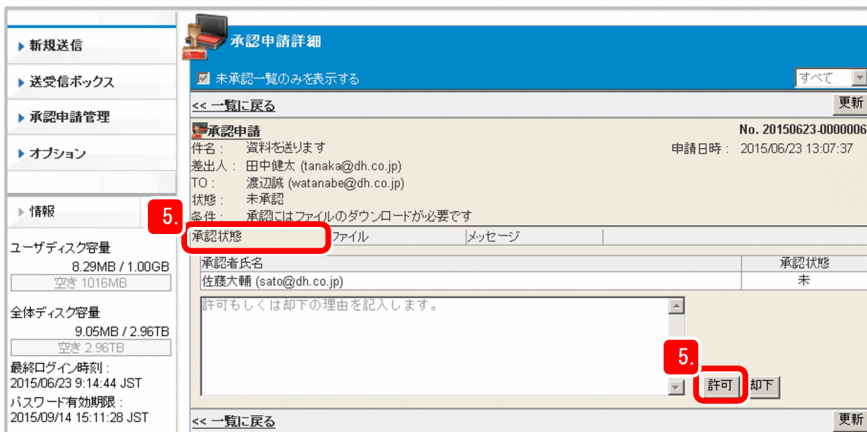 新規送信
送受信ボックス
承認申請管理
オプション
情報
ユーザディスク容量
8.29MB / 1.00GB
空き 1016MB
全体ディスク容量
9.05MB / 2.96TB
空き 2.96TB
最終ログイン時刻 :
2015/06/23 9:14:44 JST
パスワード有効期限 :
2015/09/14 15:11:28 JST
承認申請詳細
未承認一覧のみを表示する すべて
<< 一覧に戻る 更新
承認申請 No. 20150623-0000006
件名 : 資料を送ります 申請日時 : 2015/06/23 13:07:37
差出人 : 田中健太 (tanaka@dh.co.jp)
TO : 渡辺誠 (watanabe@dh.co.jp)
状態 : 未承認
条件 : 承認にはファイルのダウンロードが必要です
5.
承認状態 ファイル メッセージ
承認者氏名 承認状態
佐藤大輔 (sato@dh.co.jp) 未
許可もしくは却下の理由を記入します。
5.
許可 却下
<< 一覧に戻る 更新